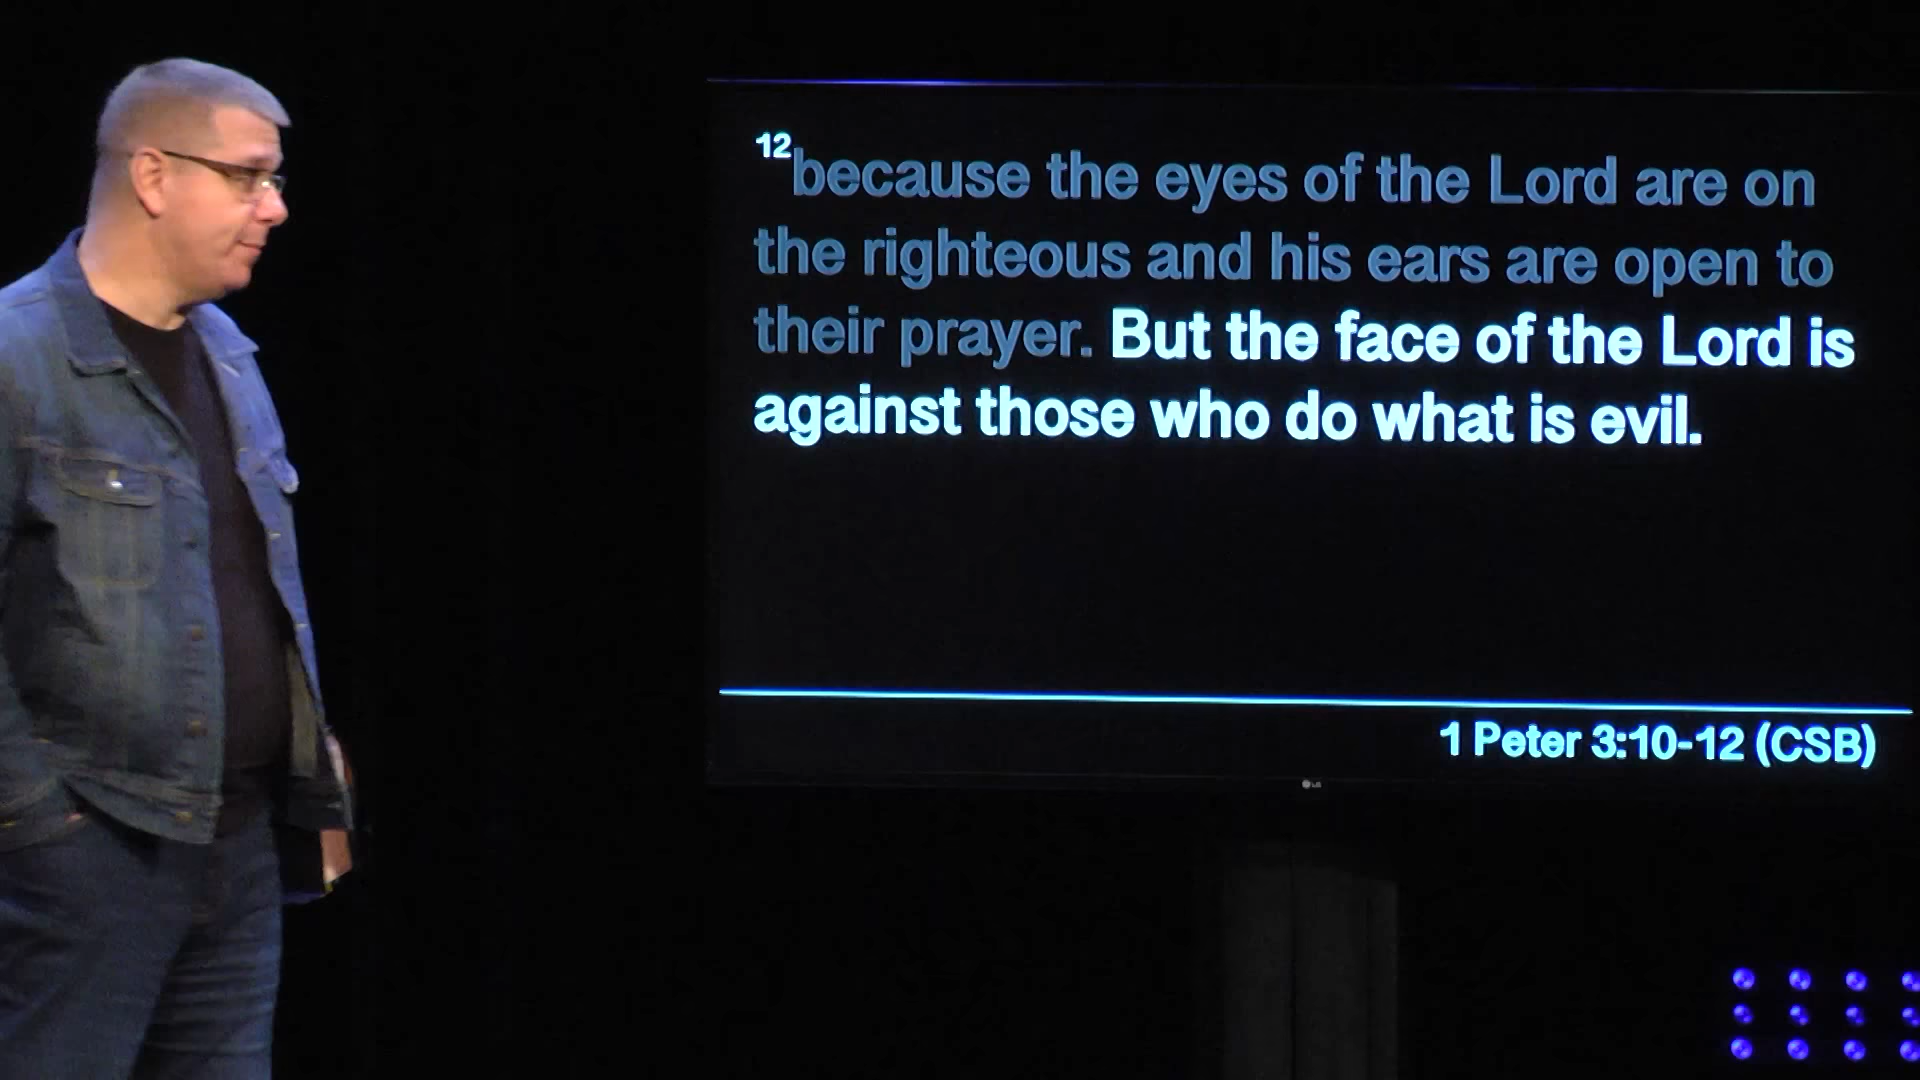 12because the eyes of the Lord are on
the righteous and his ears are open to
their prayer. But the face of the Lord is
against those who do what is evil.
1 Peter 3:10-12 (CSB)
LG